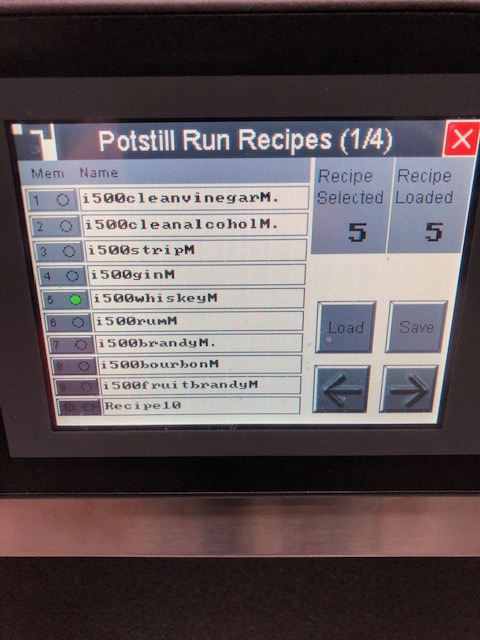 Potstill Run Recipes (1/4) X
Mem Name
Recipe Selected
5
Recipe Loaded
5
1 i500cleanvinegarM.
2 i500cleanalcoholM.
3 i500stripM
4 i500ginM
5 i500whiskeyM
6 i500rumM
7 i500brandyM.
8 i500bourbonM
9 i500fruitbrandyM
10 Recipe10
Load
Save